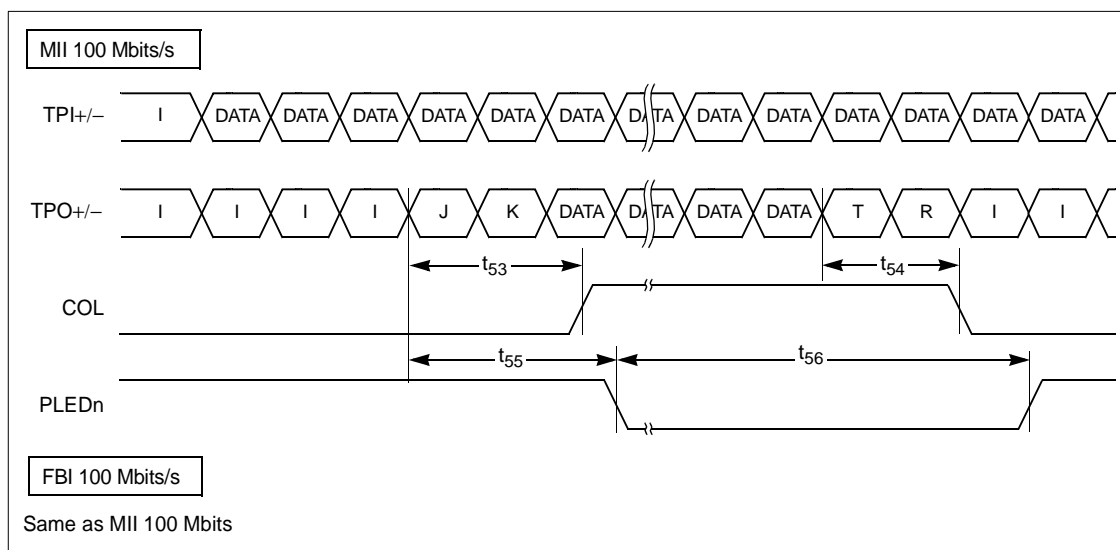 MII 100 Mbits/s
TPI+/− I DATA DATA DATA DATA DATA DATA DATA DATA DATA DATA DATA DATA DATA
TPO+/− I I I I J K DATA DATA DATA DATA T R I I
t53 t54
COL
t55 t56
PLEDn
FBI 100 Mbits/s
Same as MII 100 Mbits